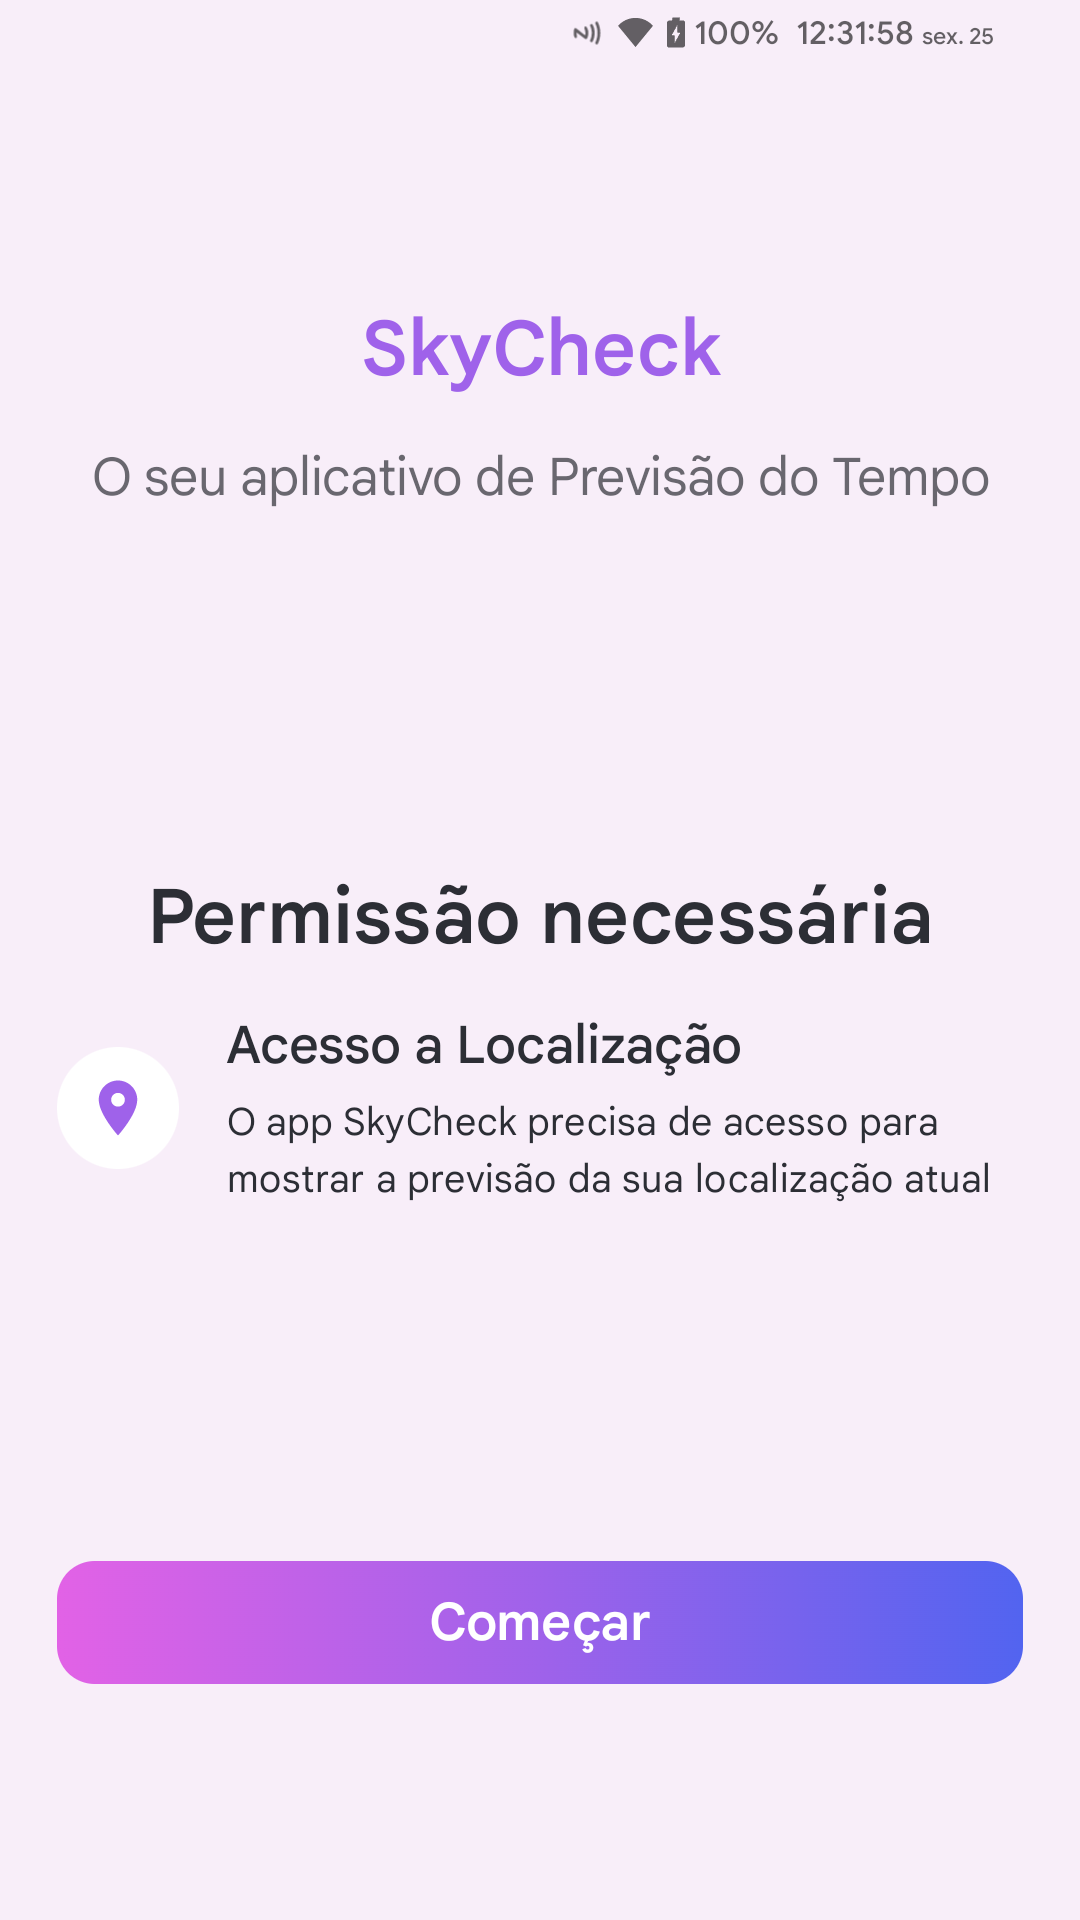 100% 12:31:58 sex. 25
SkyCheck
O seu aplicativo de Previsão do Tempo
Permissão necessária
Acesso a Localização
O app SkyCheck precisa de acesso para
mostrar a previsão da sua localização atual
Começar